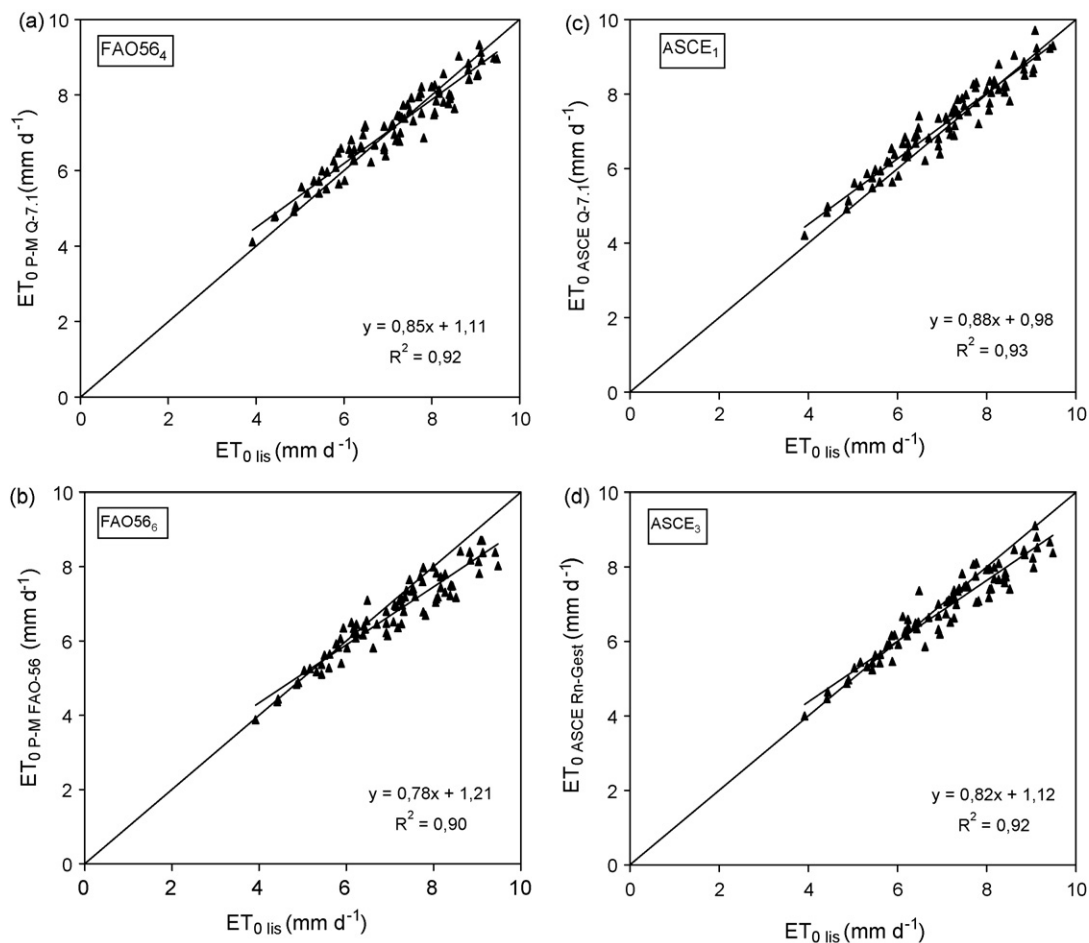 (a)
FAO56₄
10
8
6
4
2
0
ET₀ P-M Q-7.1 (mm d⁻¹)
y = 0,85x + 1,11
R² = 0,92
0 2 4 6 8 10
ET₀ lis (mm d⁻¹)
(c)
ASCE₁
10
8
6
4
2
0
ET₀ ASCE Q-7.1 (mm d⁻¹)
y = 0,88x + 0,98
R² = 0,93
0 2 4 6 8 10
ET₀ lis (mm d⁻¹)
(b)
FAO56₆
10
8
6
4
2
0
ET₀ P-M FAO-56 (mm d⁻¹)
y = 0,78x + 1,21
R² = 0,90
0 2 4 6 8 10
ET₀ lis (mm d⁻¹)
(d)
ASCE₃
10
8
6
4
2
0
ET₀ ASCE Rn-Gest (mm d⁻¹)
y = 0,82x + 1,12
R² = 0,92
0 2 4 6 8 10
ET₀ lis (mm d⁻¹)